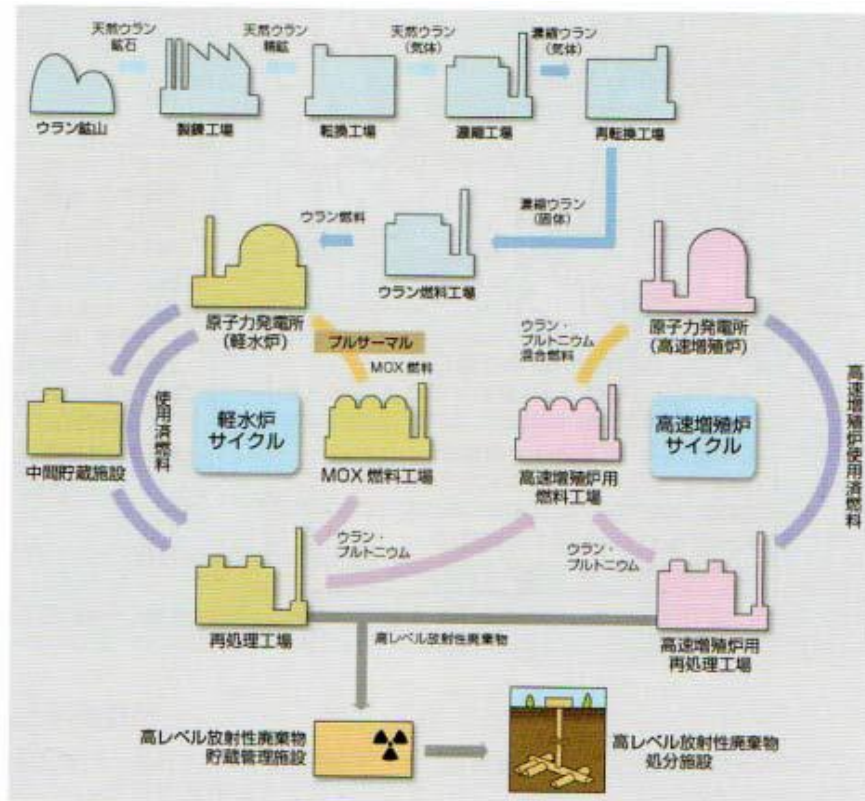 天然ウラン
鉱石
天然ウラン
精鉱
天然ウラン
(気体)
濃縮ウラン
(気体)
ウラン鉱山
製錬工場
転換工場
濃縮工場
再転換工場
ウラン燃料
濃縮ウラン
(固体)
ウラン燃料工場
原子力発電所
(軽水炉)
プルサーマル
MOX 燃料
ウラン・
プルトニウム
混合燃料
原子力発電所
(高速増殖炉)
使用済燃料
軽水炉
サイクル
高速増殖炉
サイクル
高速増殖炉使用済燃料
中間貯蔵施設
MOX 燃料工場
高速増殖炉用
燃料工場
ウラン・
プルトニウム
ウラン・
プルトニウム
再処理工場
高レベル放射性廃棄物
高速増殖炉用
再処理工場
高レベル放射性廃棄物
貯蔵管理施設
高レベル放射性廃棄物
処分施設